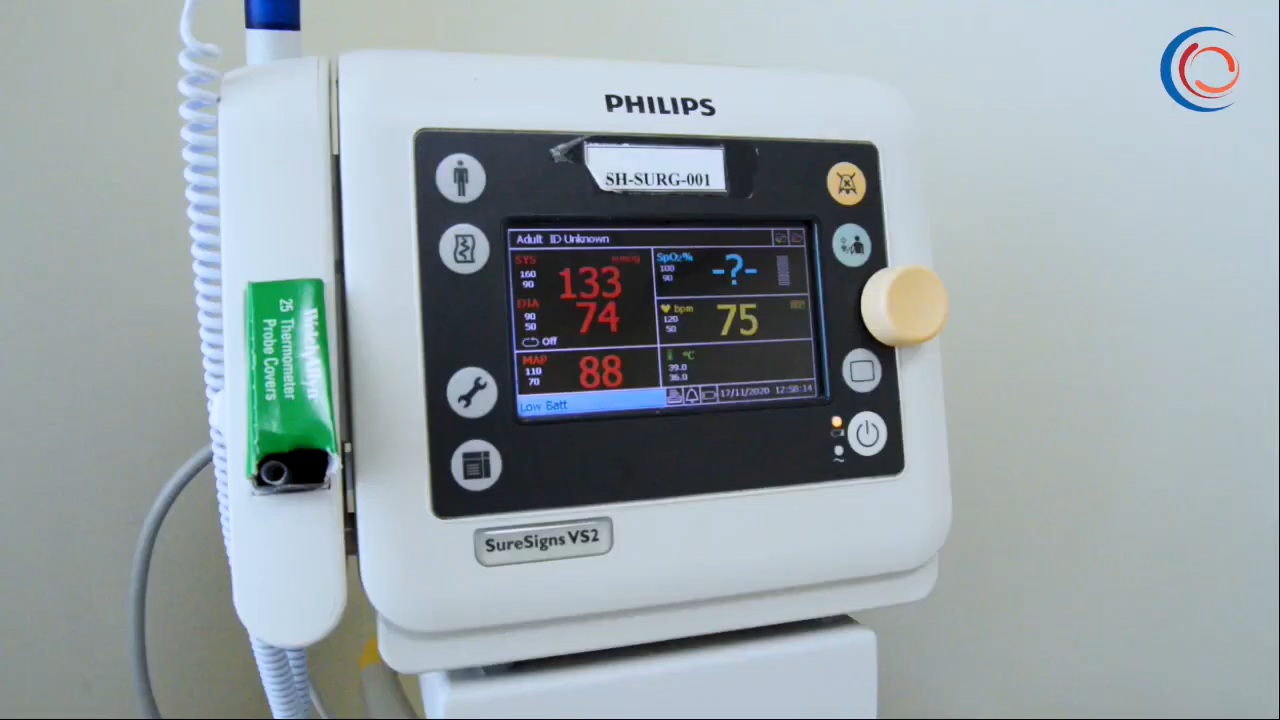 PHILIPS
SH-SURG-001
Adult ID Unknown
SYS mmHg
160
90
133
DIA
90
50
74
Off
MAP
110
70
88
SpO₂%
100
90
-?-
bpm
120
50
75
°C
39.0
36.0
Low Batt
17/11/2020 12:58:14
25 Thermometer
Probe Covers
WelchAllyn
SureSigns VS2